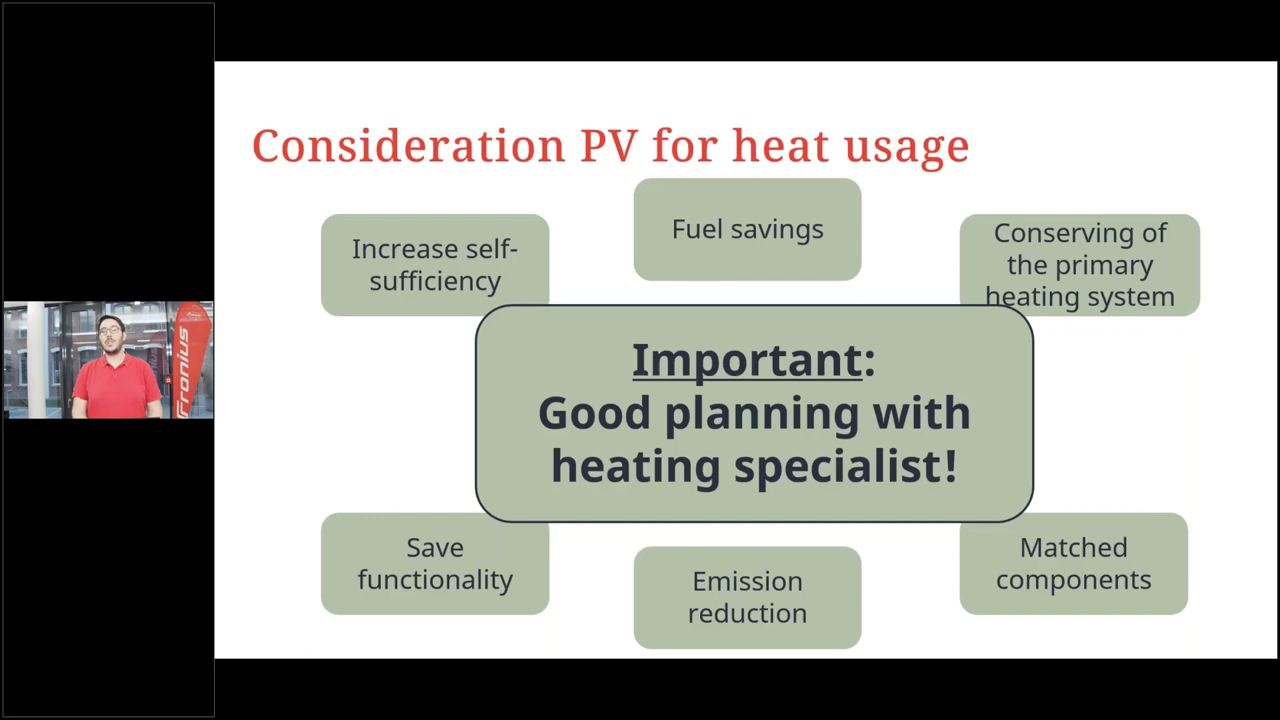 Consideration PV for heat usage
Fuel savings
Increase self-
sufficiency
Conserving of
the primary
heating system
Important:
Good planning with
heating specialist!
Save
functionality
Emission
reduction
Matched
components
Fronius